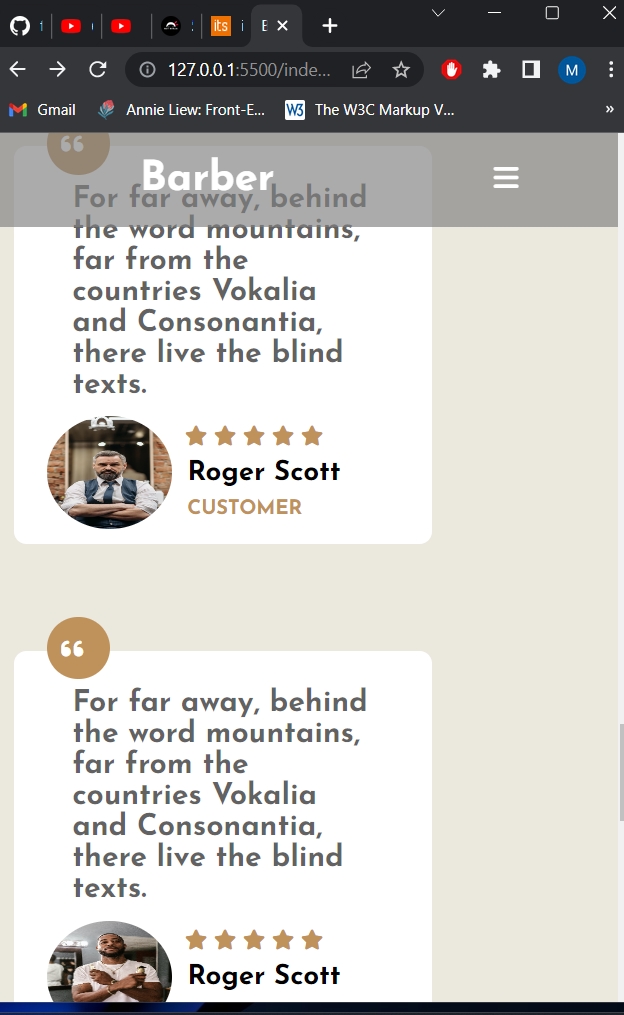 its
127.0.0.1:5500/inde...
M
Gmail
Annie Liew: Front-E...
W3
The W3C Markup V...
»
Barber
“
For far away, behind
the word mountains,
far from the
countries Vokalia
and Consonantia,
there live the blind
texts.
Roger Scott
CUSTOMER
“
For far away, behind
the word mountains,
far from the
countries Vokalia
and Consonantia,
there live the blind
texts.
Roger Scott